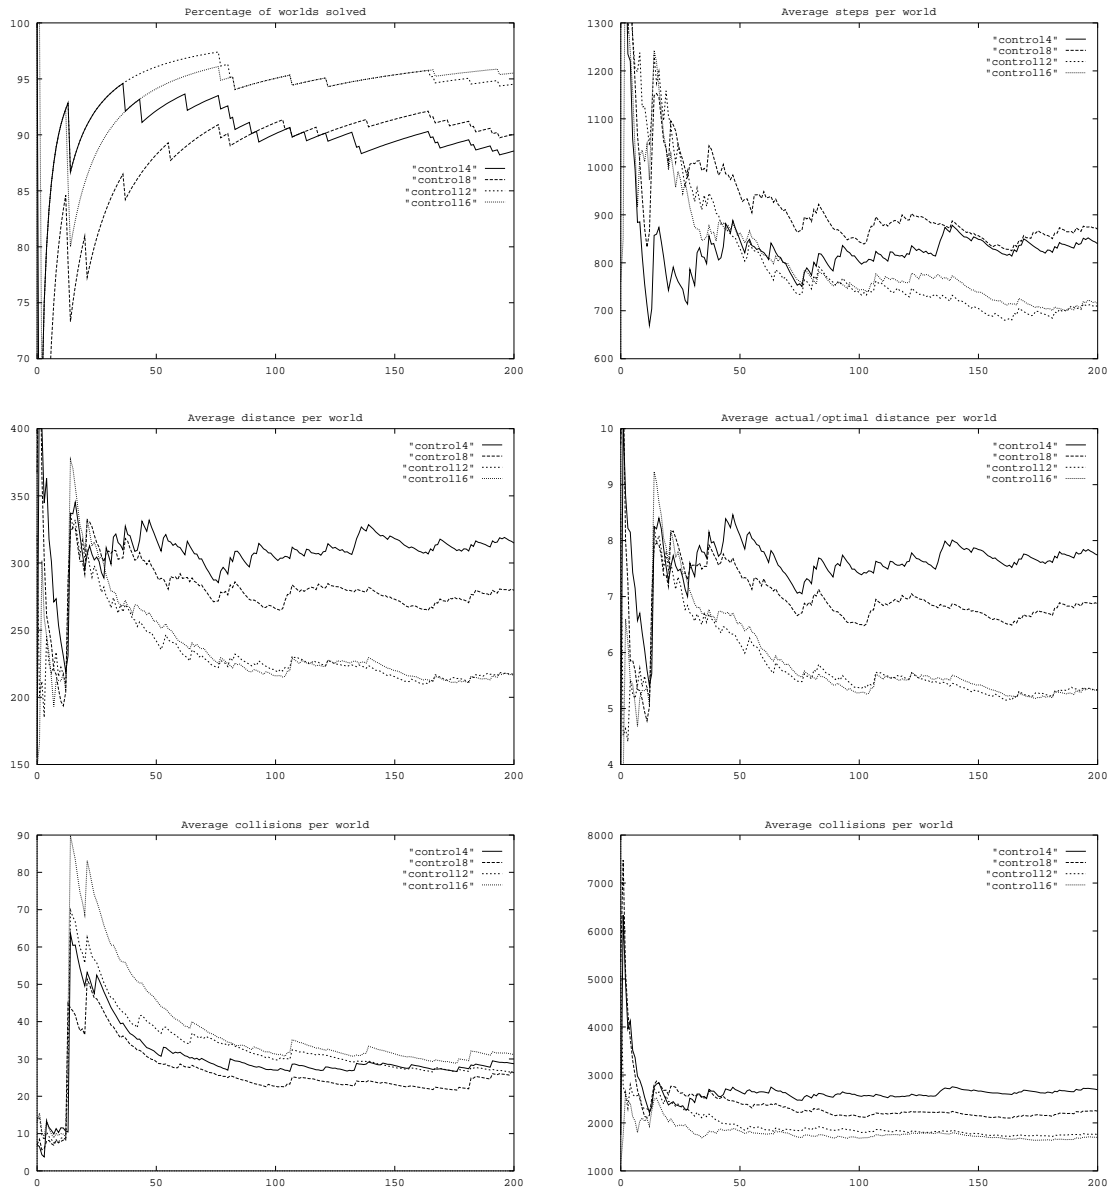 Percentage of worlds solved
100
95
90
85
80
75
70
0 50 100 150 200
"control4"
"control8"
"control12"
"control16"
Average steps per world
1300
1200
1100
1000
900
800
700
600
0 50 100 150 200
"control4"
"control8"
"control12"
"control16"
Average distance per world
400
350
300
250
200
150
0 50 100 150 200
"control4"
"control8"
"control12"
"control16"
Average actual/optimal distance per world
10
9
8
7
6
5
4
0 50 100 150 200
"control4"
"control8"
"control12"
"control16"
Average collisions per world
90
80
70
60
50
40
30
20
10
0
0 50 100 150 200
"control4"
"control8"
"control12"
"control16"
Average collisions per world
8000
7000
6000
5000
4000
3000
2000
1000
0 50 100 150 200
"control4"
"control8"
"control12"
"control16"